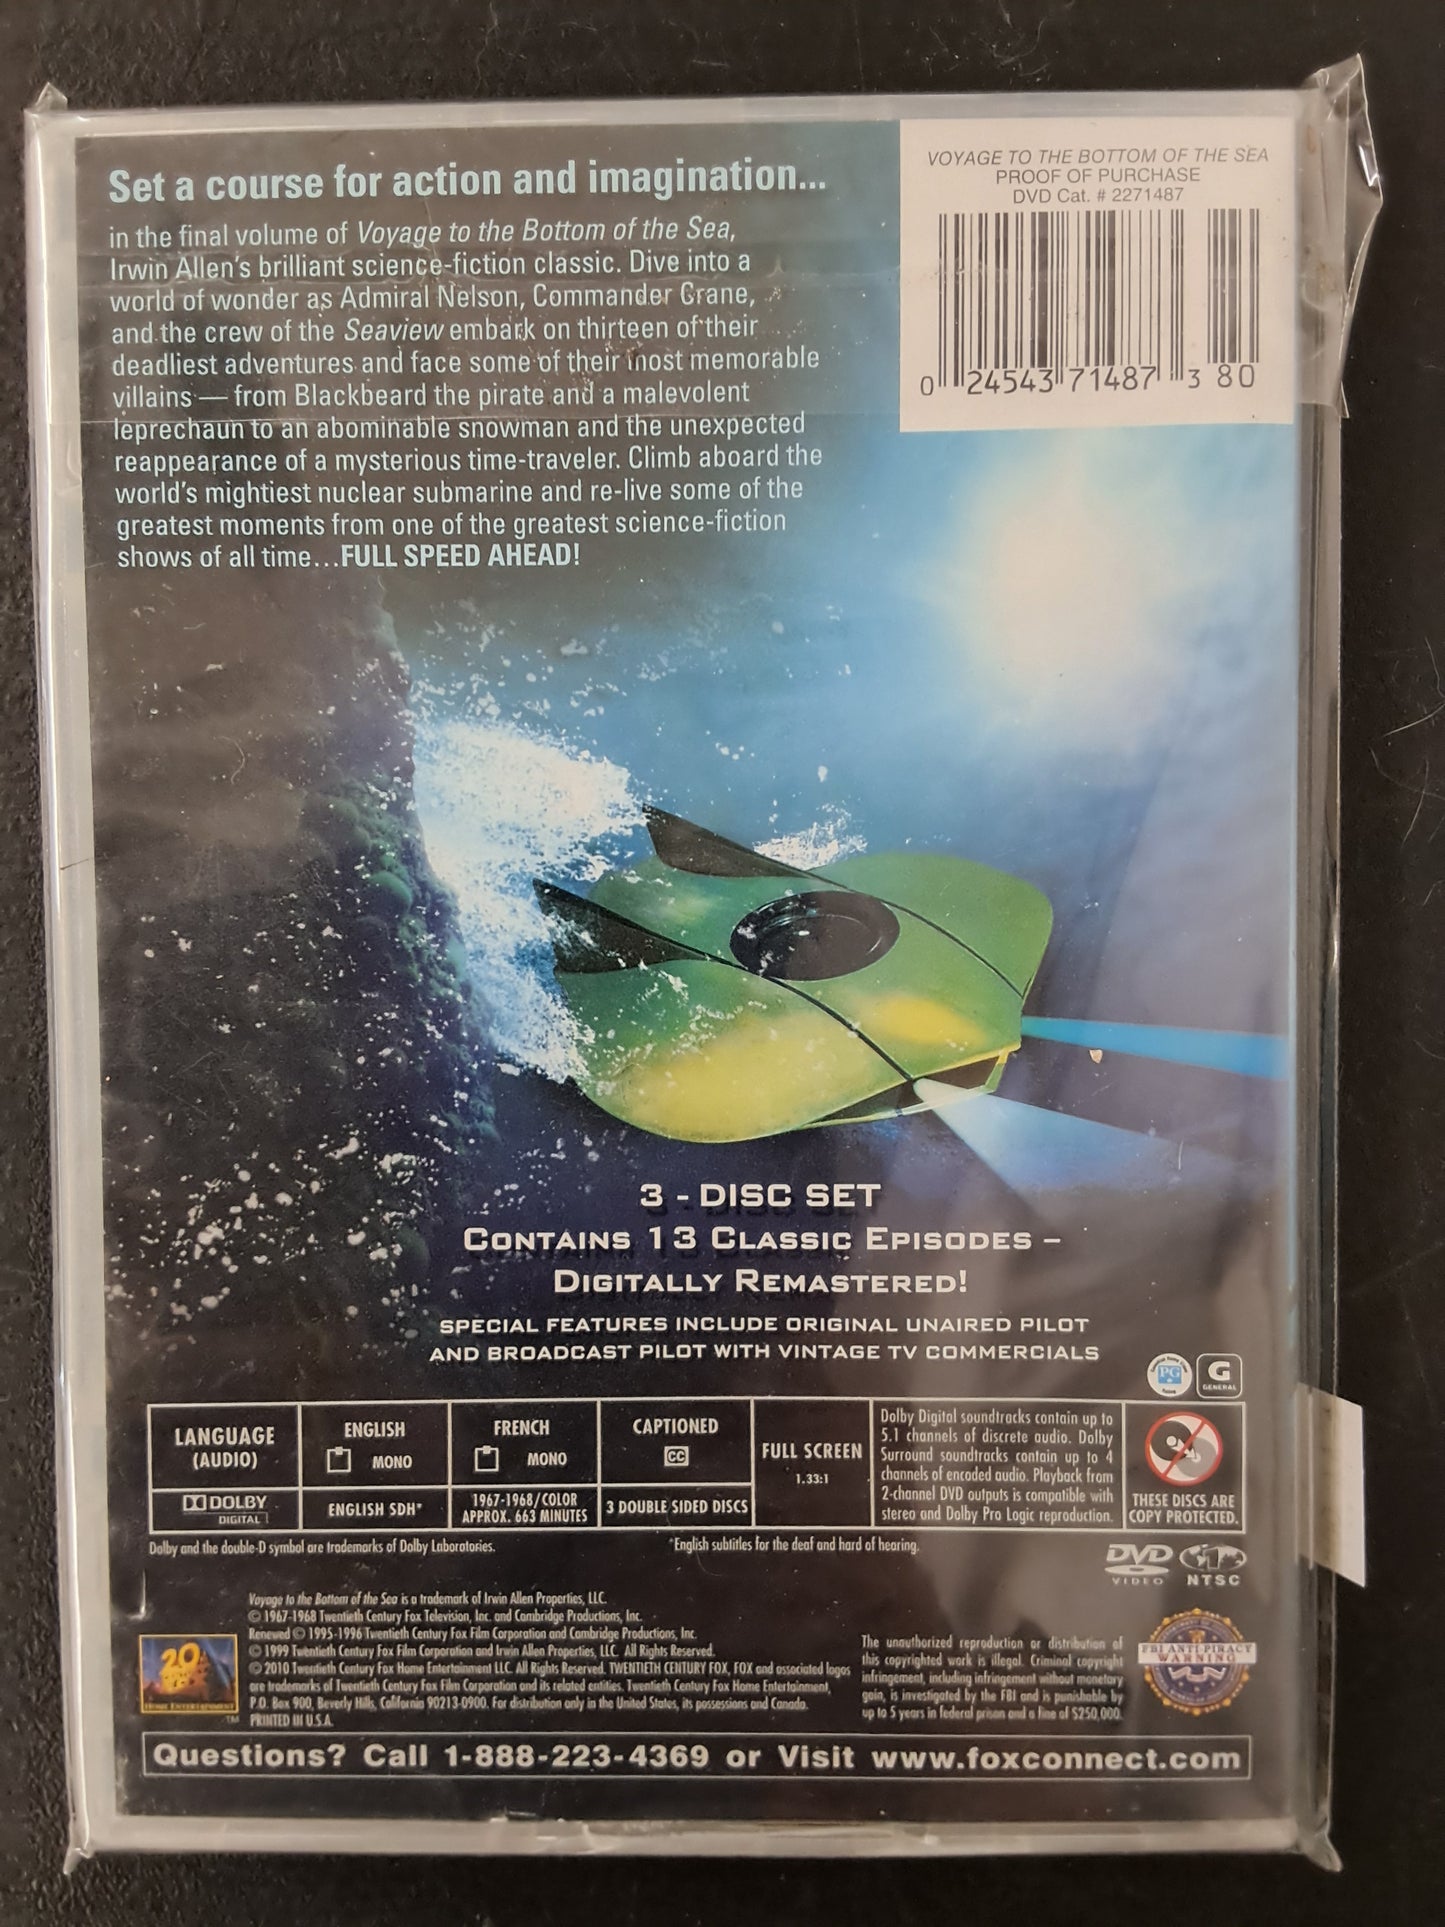 Set a course for action and imagination...
in the final volume of Voyage to the Bottom of the Sea,
Irwin Allen's brilliant science-fiction classic. Dive into a
world of wonder as Admiral Nelson, Commander Crane,
and the crew of the Seaview embark on thirteen of their
deadliest adventures and face some of their most memorable
villains — from Blackbeard the pirate and a malevolent
leprechaun to an abominable snowman and the unexpected
reappearance of a mysterious time-traveler. Climb aboard the
world's mightiest nuclear submarine and re-live some of the
greatest moments from one of the greatest science-fiction
shows of all time...FULL SPEED AHEAD!
VOYAGE TO THE BOTTOM OF THE SEA
PROOF OF PURCHASE
DVD Cat. # 2271487
0 24543 71487 3 80
3 - DISC SET
CONTAINS 13 CLASSIC EPISODES –
DIGITALLY REMASTERED!
SPECIAL FEATURES INCLUDE ORIGINAL UNAIRED PILOT
AND BROADCAST PILOT WITH VINTAGE TV COMMERCIALS
PG
G
GENERAL
LANGUAGE
(AUDIO)
ENGLISH
MONO
FRENCH
MONO
CAPTIONED
CC
DOLBY
DIGITAL
ENGLISH SDH*
1967-1968/COLOR
APPROX. 663 MINUTES
3 DOUBLE SIDED DISCS
FULL SCREEN
1.33:1
Dolby Digital soundtracks contain up to
5.1 channels of discrete audio. Dolby
Surround soundtracks contain up to 4
channels of encoded audio. Playback from
2-channel DVD outputs is compatible with
stereo and Dolby Pro Logic reproduction.
THESE DISCS ARE
COPY PROTECTED.
Dolby and the double-D symbol are trademarks of Dolby Laboratories.
*English subtitles for the deaf and hard of hearing.
DVD
VIDEO
NTSC
Voyage to the Bottom of the Sea is a trademark of Irwin Allen Properties, LLC.
© 1967-1968 Twentieth Century Fox Television, Inc. and Cambridge Productions, Inc.
Renewed © 1995-1996 Twentieth Century Fox Film Corporation and Cambridge Productions, Inc.
© 1999 Twentieth Century Fox Film Corporation and Irwin Allen Properties, LLC. All Rights Reserved.
© 2010 Twentieth Century Fox Home Entertainment LLC. All Rights Reserved. TWENTIETH CENTURY FOX, FOX and associated logos
are trademarks of Twentieth Century Fox Film Corporation and its related entities. Twentieth Century Fox Home Entertainment,
P.O. Box 900, Beverly Hills, California 90213-0900. For distribution only in the United States, its possessions and Canada.
PRINTED IN U.S.A.
20
HOME ENTERTAINMENT
TM
The unauthorized reproduction or distribution of
this copyrighted work is illegal. Criminal copyright
infringement, including infringement without monetary
gain, is investigated by the FBI and is punishable by
up to 5 years in federal prison and a fine of $250,000.
FBI ANTI-PIRACY
WARNING
Questions? Call 1-888-223-4369 or Visit www.foxconnect.com